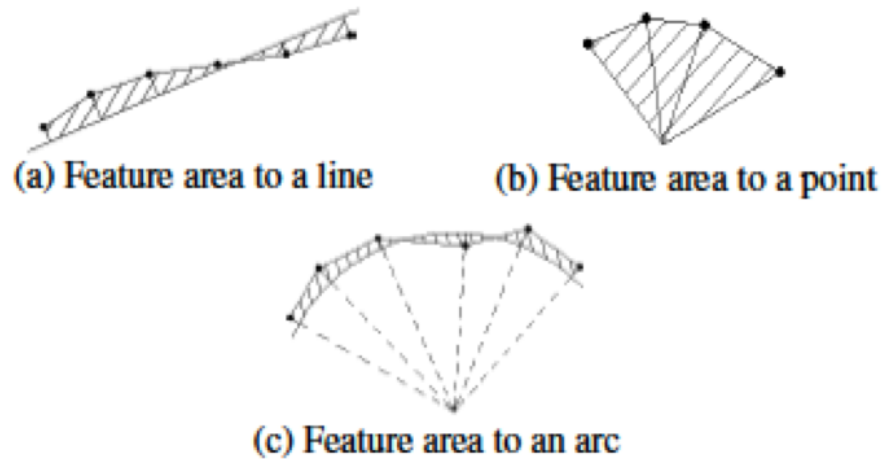 (a) Feature area to a line
(b) Feature area to a point
(c) Feature area to an arc